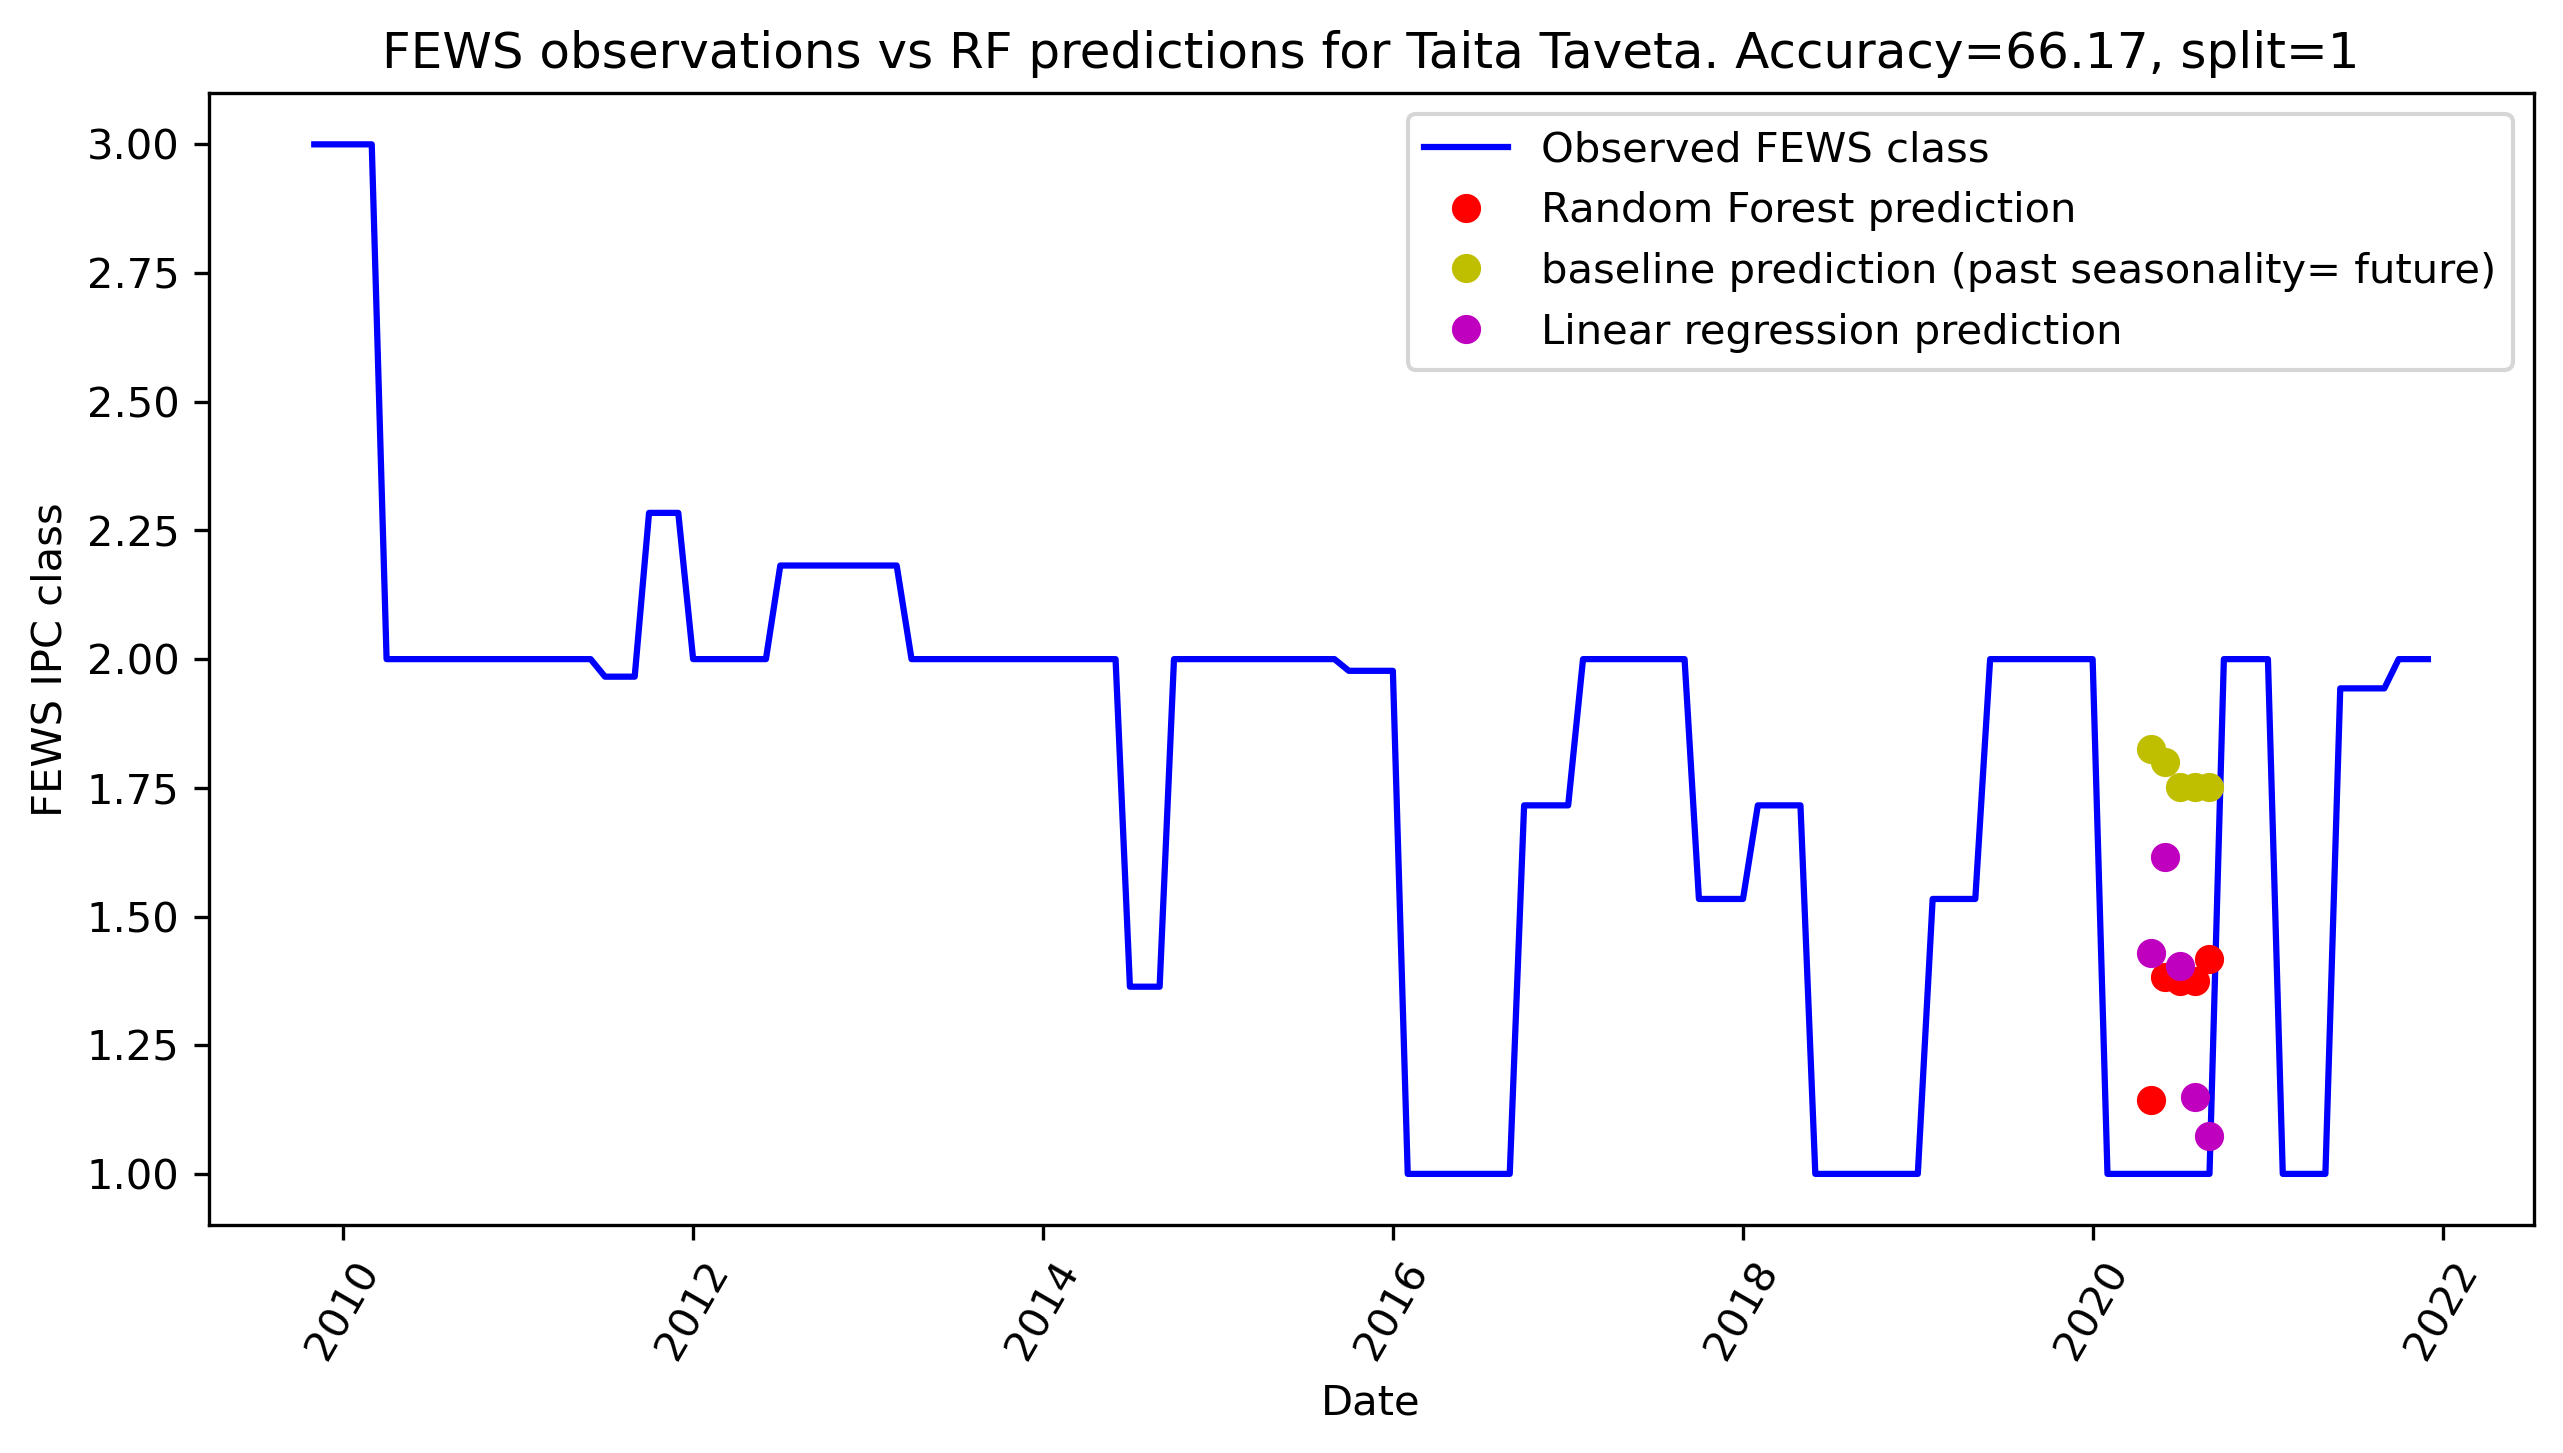 FEWS observations vs RF predictions for Taita Taveta. Accuracy=66.17, split=1
Observed FEWS class
Random Forest prediction
baseline prediction (past seasonality= future)
Linear regression prediction
FEWS IPC class
3.00
2.75
2.50
2.25
2.00
1.75
1.50
1.25
1.00
2010
2012
2014
2016
2018
2020
2022
Date